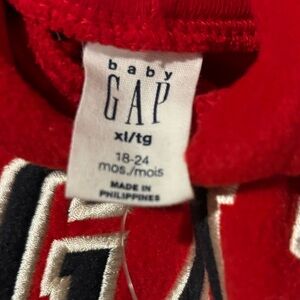 baby
GAP
xl/tg
18-24
mos./mois
MADE IN
PHILIPPINES